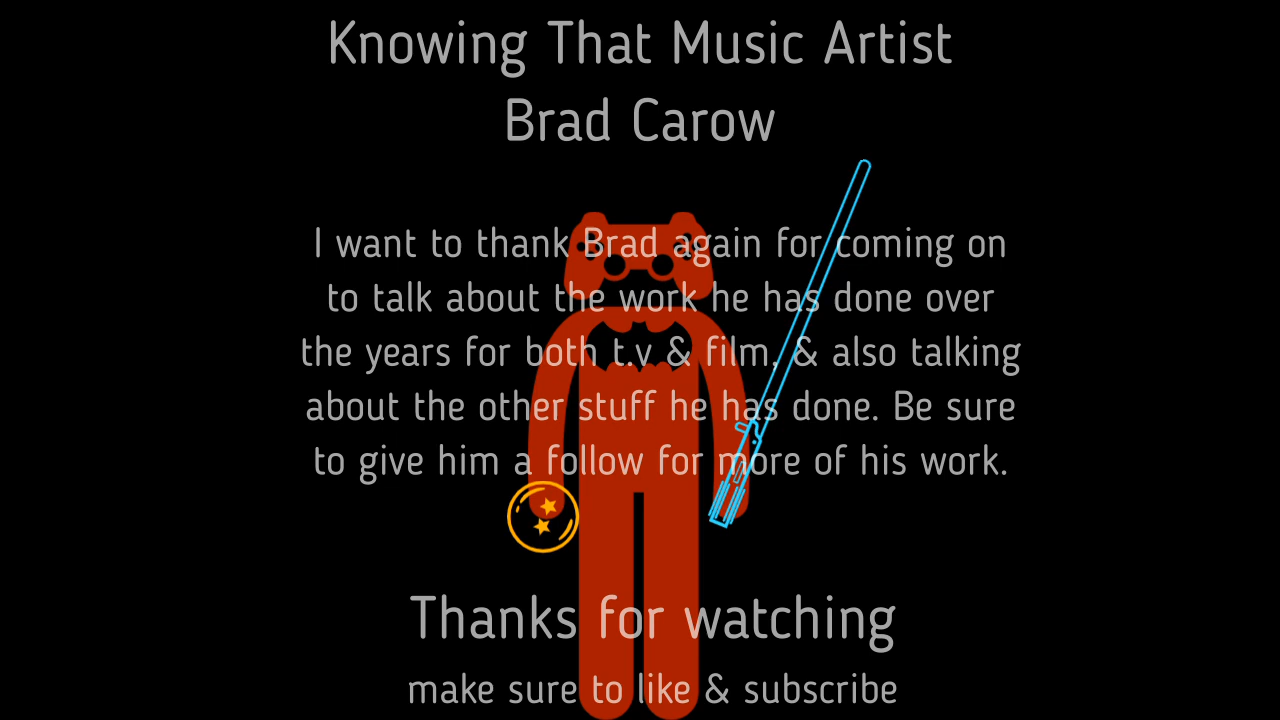 Knowing That Music Artist
Brad Carow
I want to thank Brad again for coming on
to talk about the work he has done over
the years for both t.v & film, & also talking
about the other stuff he has done. Be sure
to give him a follow for more of his work.
Thanks for watching
make sure to like & subscribe